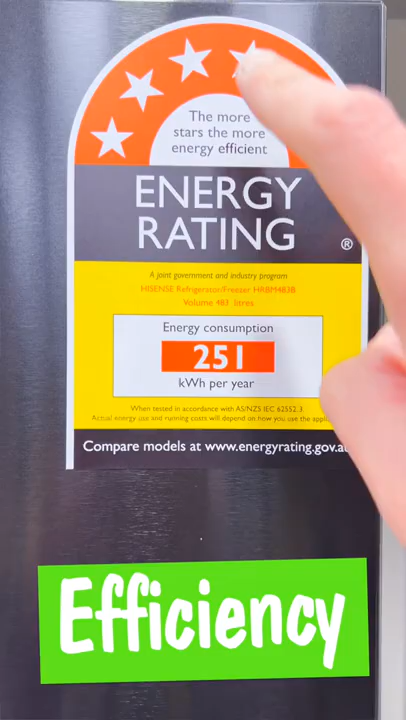 The more
stars the more
energy efficient
ENERGY
RATING
®
A joint government and industry program
HISENSE Refrigerator/Freezer HRBM483B
Volume 483 litres
Energy consumption
251
kWh per year
When tested in accordance with AS/NZS IEC 62552.3.
Actual energy use and running costs will depend on how you use the
Compare models at www.energyrating.gov.a
Efficiency